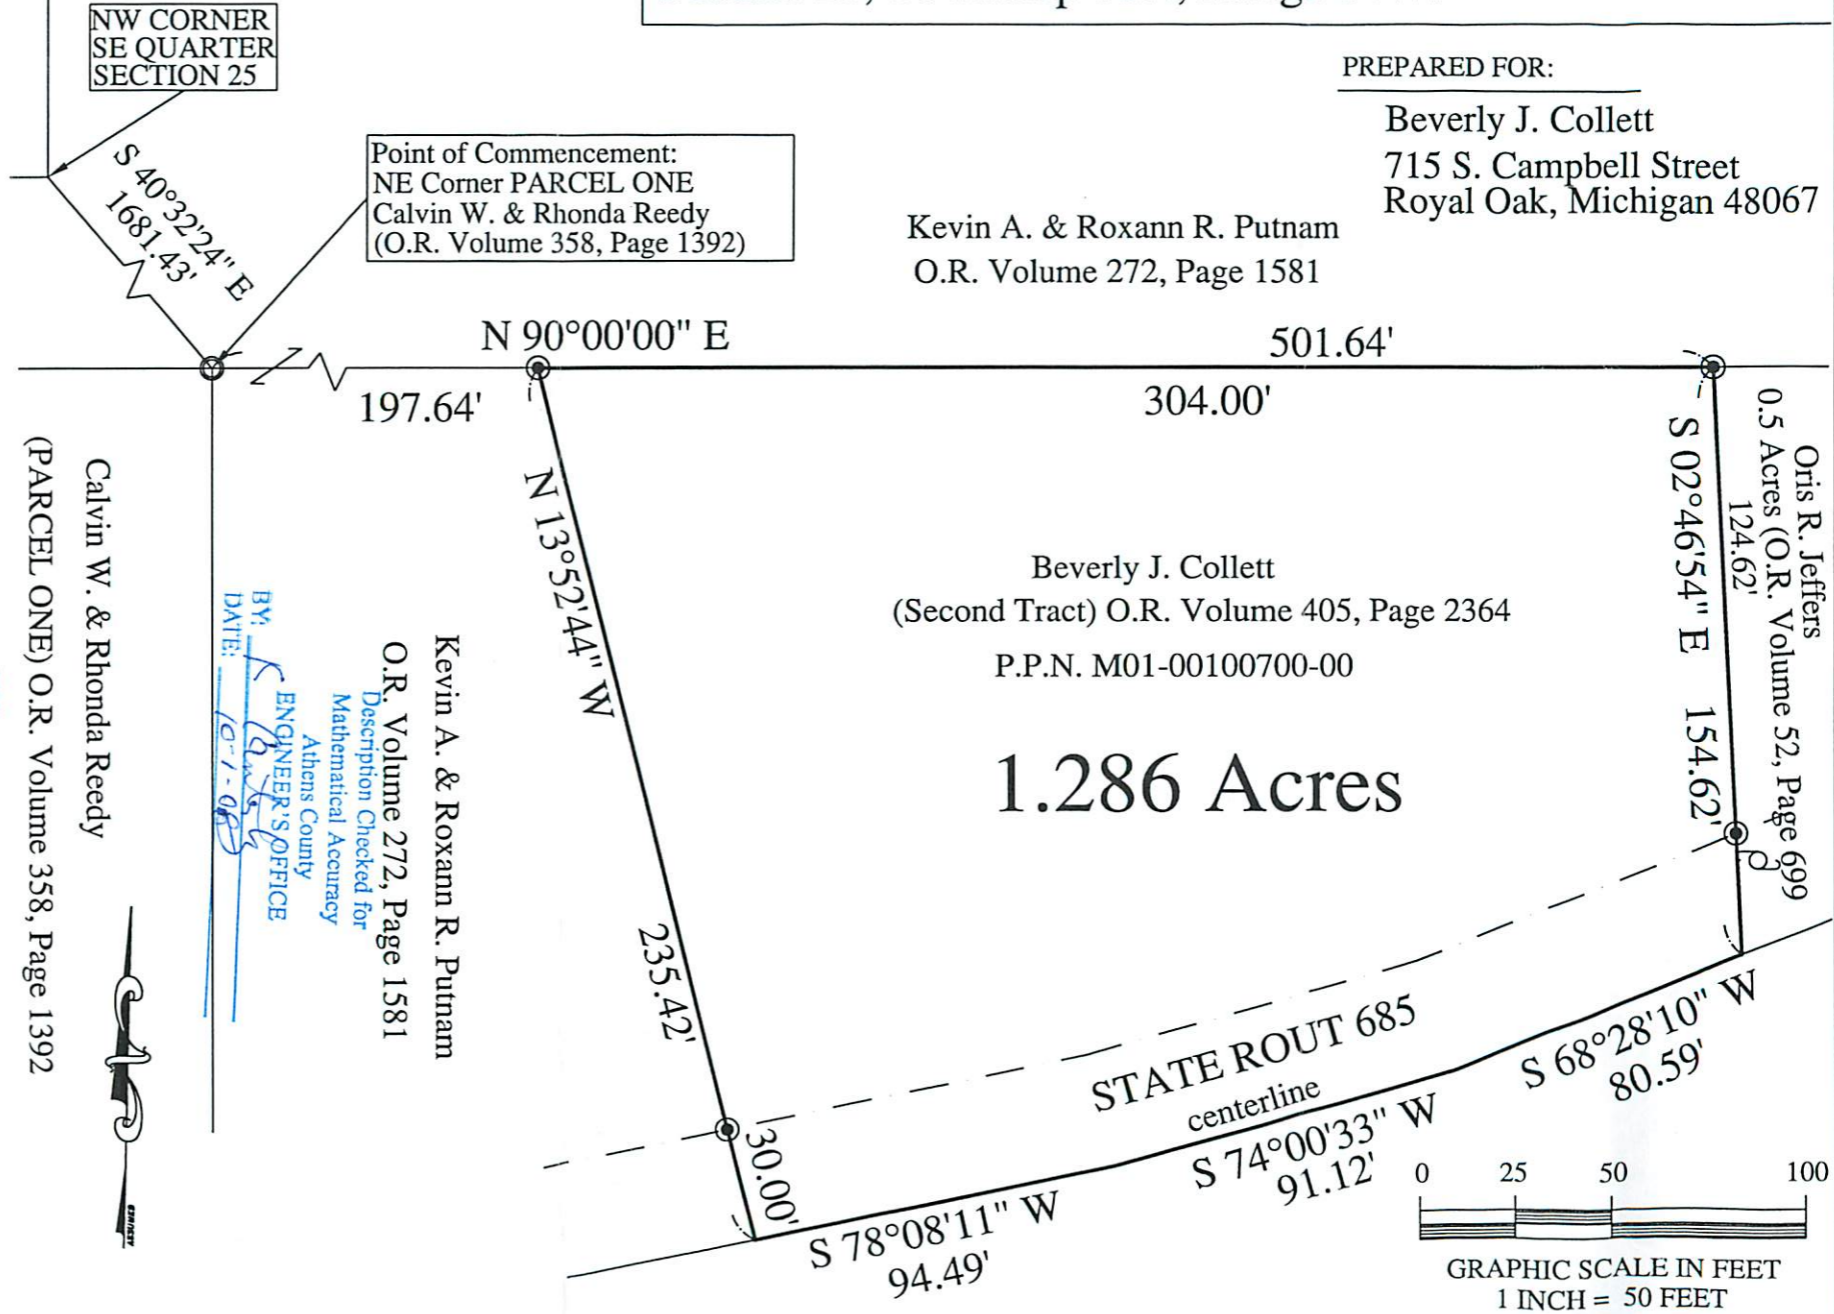 NW CORNER
SE QUARTER
SECTION 25
S 40°32'24" E
1681.43'
Point of Commencement:
NE Corner PARCEL ONE
Calvin W. & Rhonda Reedy
(O.R. Volume 358, Page 1392)
PREPARED FOR:
Beverly J. Collett
715 S. Campbell Street
Royal Oak, Michigan 48067
Kevin A. & Roxann R. Putnam
O.R. Volume 272, Page 1581
N 90°00'00" E
501.64'
197.64'
304.00'
Oris R. Jeffers
0.5 Acres (O.R. Volume 52, Page 699
124.62'
S 02°46'54" E 154.62'
N 13°52'44" W
235.42'
30.00'
Beverly J. Collett
(Second Tract) O.R. Volume 405, Page 2364
P.P.N. M01-00100700-00
1.286 Acres
Kevin A. & Roxann R. Putnam
O.R. Volume 272, Page 1581
Description Checked for
Mathematical Accuracy
Athens County
ENGINEER'S OFFICE
BY:
DATE:
Calvin W. & Rhonda Reedy
(PARCEL ONE) O.R. Volume 358, Page 1392
STATE ROUT 685
centerline
S 68°28'10" W
80.59'
S 74°00'33" W
91.12'
S 78°08'11" W
94.49'
0 25 50 100
GRAPHIC SCALE IN FEET
1 INCH = 50 FEET